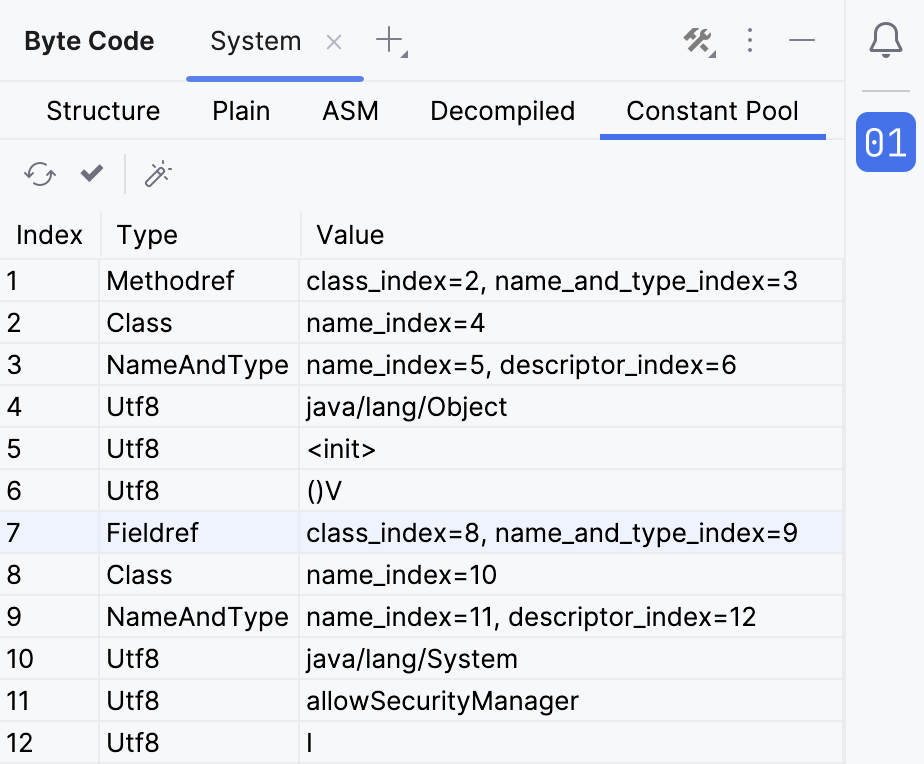 Byte Code System
Structure Plain ASM Decompiled Constant Pool
01
Index Type Value
1 Methodref class_index=2, name_and_type_index=3
2 Class name_index=4
3 NameAndType name_index=5, descriptor_index=6
4 Utf8 java/lang/Object
5 Utf8 <init>
6 Utf8 ()V
7 Fieldref class_index=8, name_and_type_index=9
8 Class name_index=10
9 NameAndType name_index=11, descriptor_index=12
10 Utf8 java/lang/System
11 Utf8 allowSecurityManager
12 Utf8 I